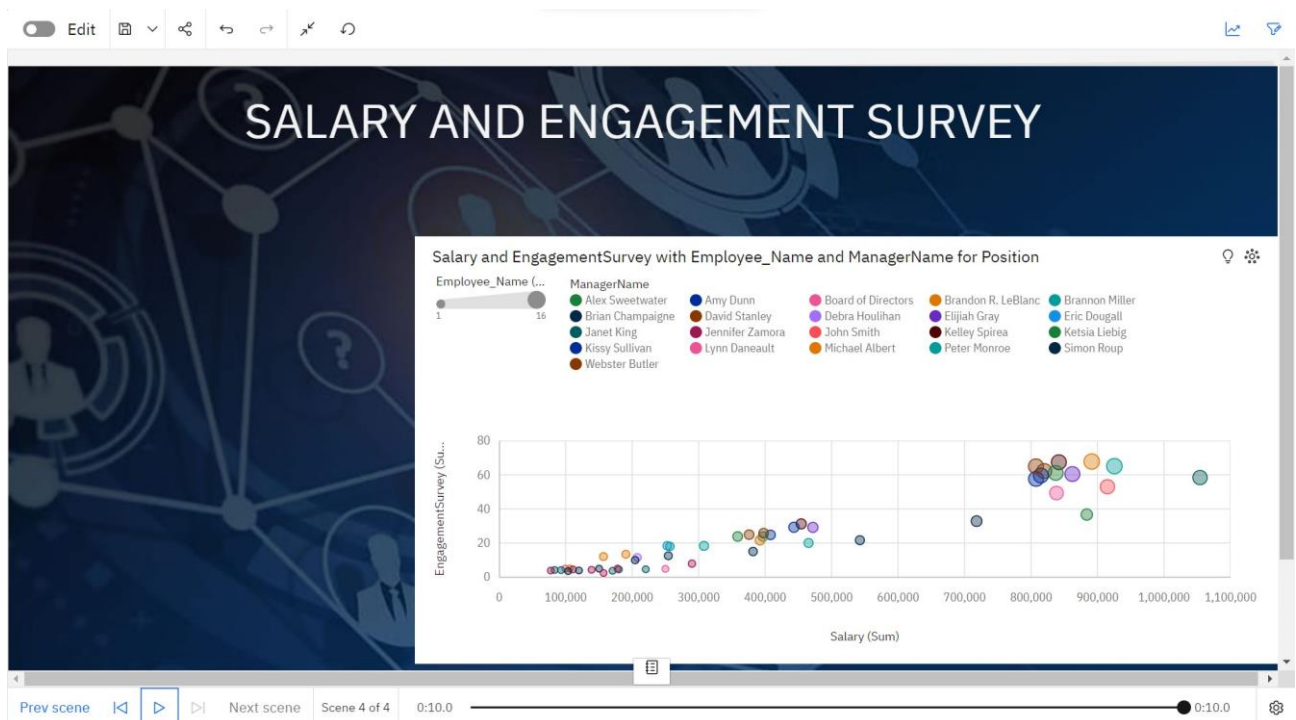 Edit
SALARY AND ENGAGEMENT SURVEY
Salary and EngagementSurvey with Employee_Name and ManagerName for Position
Employee_Name (...
1 16
ManagerName
Alex Sweetwater Amy Dunn Board of Directors Brandon R. LeBlanc Brannon Miller
Brian Champaigne David Stanley Debra Houlihan Elijiah Gray Eric Dougall
Janet King Jennifer Zamora John Smith Kelley Spirea Ketsia Liebig
Kissy Sullivan Lynn Daneault Michael Albert Peter Monroe Simon Roup
Webster Butler
EngagementSurvey (Su...
80
60
40
20
0
0 100,000 200,000 300,000 400,000 500,000 600,000 700,000 800,000 900,000 1,000,000 1,100,000
Salary (Sum)
Prev scene Next scene Scene 4 of 4 0:10.0 0:10.0